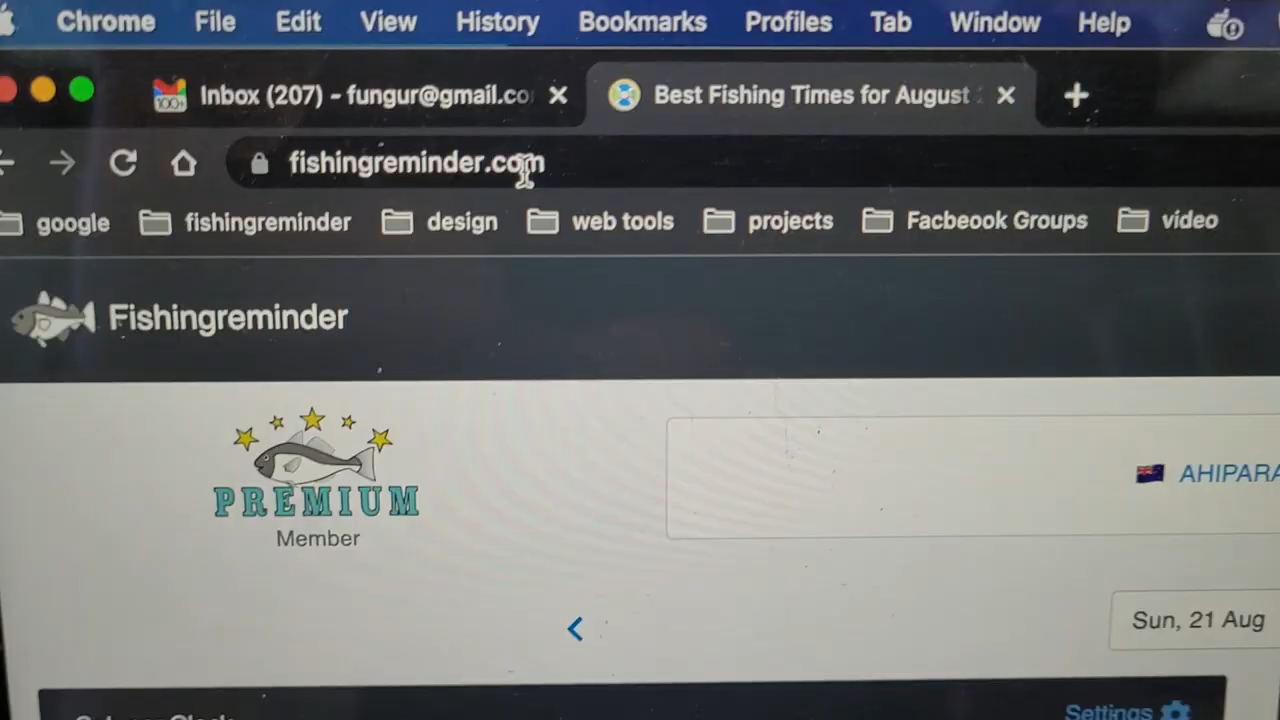 Chrome File Edit View History Bookmarks Profiles Tab Window Help
100+ Inbox (207) - fungur@gmail.co Best Fishing Times for August
fishingreminder.com
google fishingreminder design web tools projects Facbeook Groups video
Fishingreminder
PREMIUM
Member
AHIPARA
Sun, 21 Aug
Settings